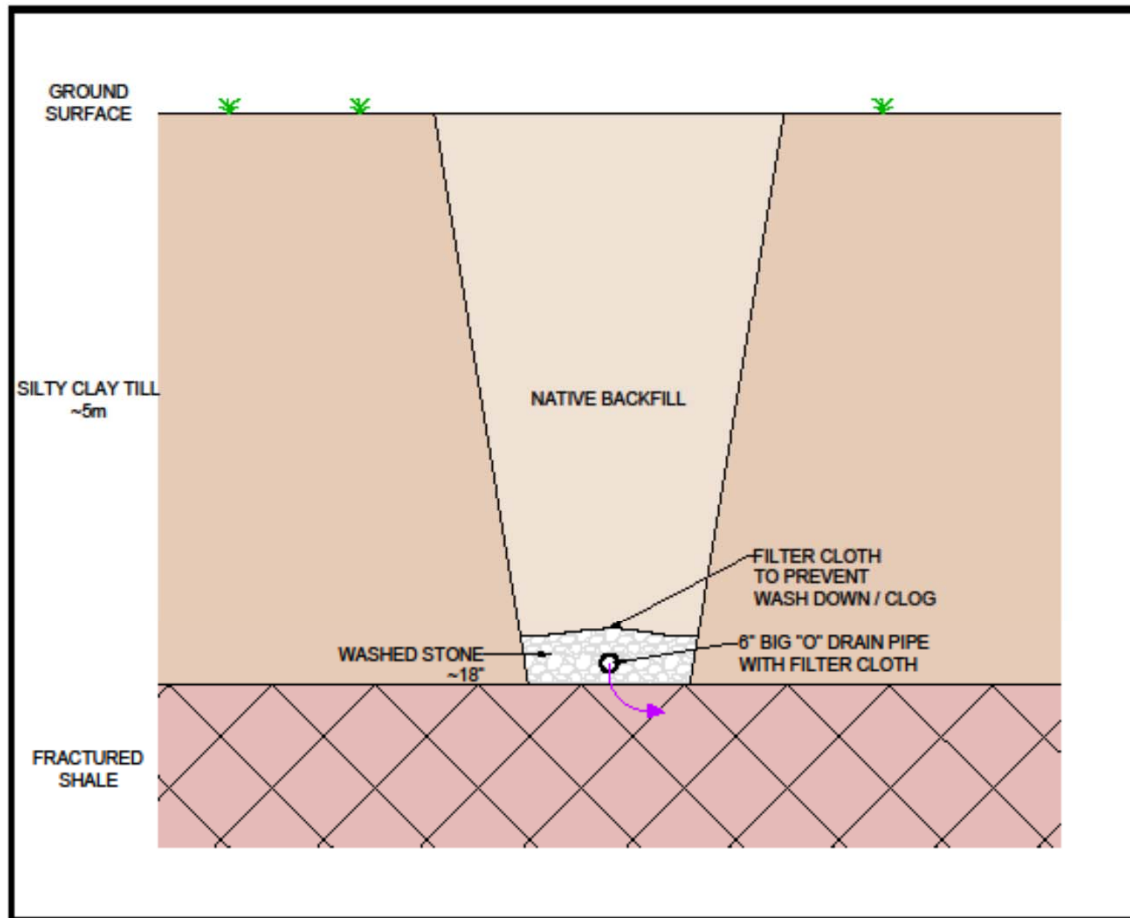 GROUND
SURFACE
SILTY CLAY TILL
~5m
NATIVE BACKFILL
FILTER CLOTH
TO PREVENT
WASH DOWN / CLOG
WASHED STONE
~18"
6" BIG "O" DRAIN PIPE
WITH FILTER CLOTH
FRACTURED
SHALE